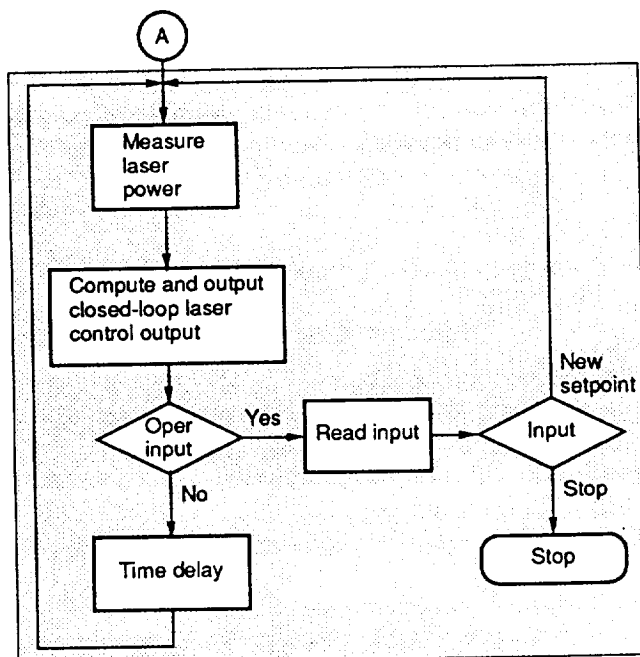 A
Measure
laser
power
Compute and output
closed-loop laser
control output
Oper
input
Yes
Read input
Input
New
setpoint
No
Stop
Time delay
Stop